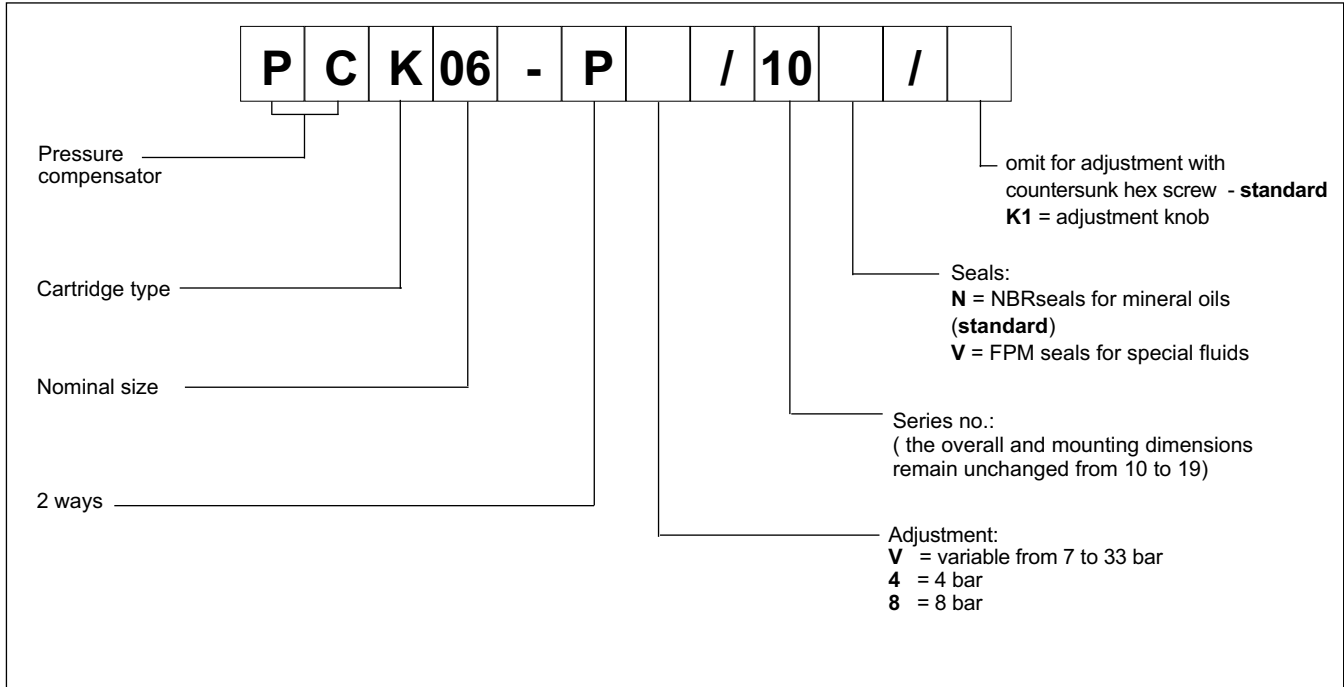 P C K 06 - P / 10 /
Pressure
compensator
Cartridge type
Nominal size
2 ways
omit for adjustment with
countersunk hex screw - standard
K1 = adjustment knob
Seals:
N = NBRseals for mineral oils
(standard)
V = FPM seals for special fluids
Series no.:
( the overall and mounting dimensions
remain unchanged from 10 to 19)
Adjustment:
V = variable from 7 to 33 bar
4 = 4 bar
8 = 8 bar